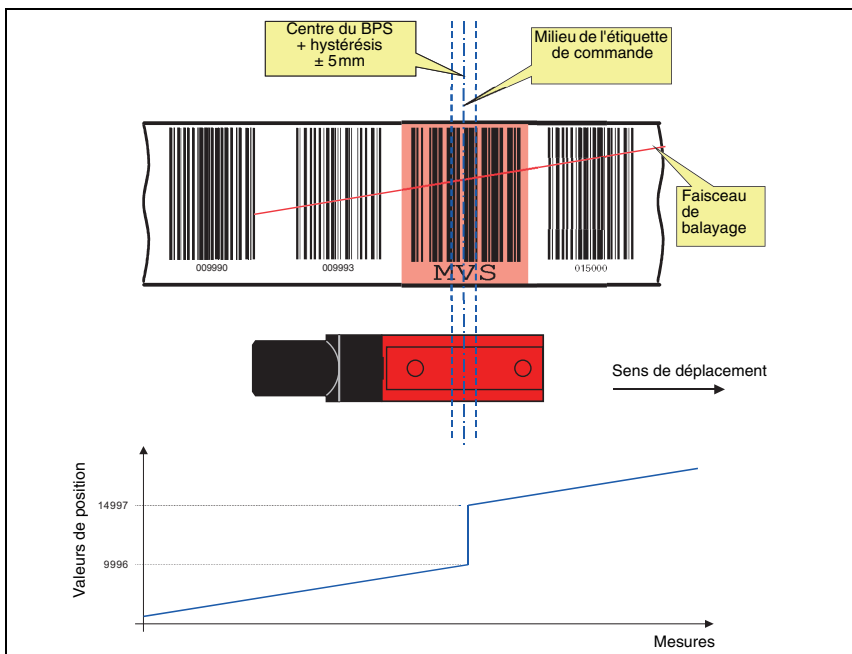 Centre du BPS
+ hystérésis
± 5mm
Milieu de l'étiquette
de commande
Faisceau
de
balayage
009990
009993
MVS
015000
Sens de déplacement
Valeurs de position
14997
9996
Mesures